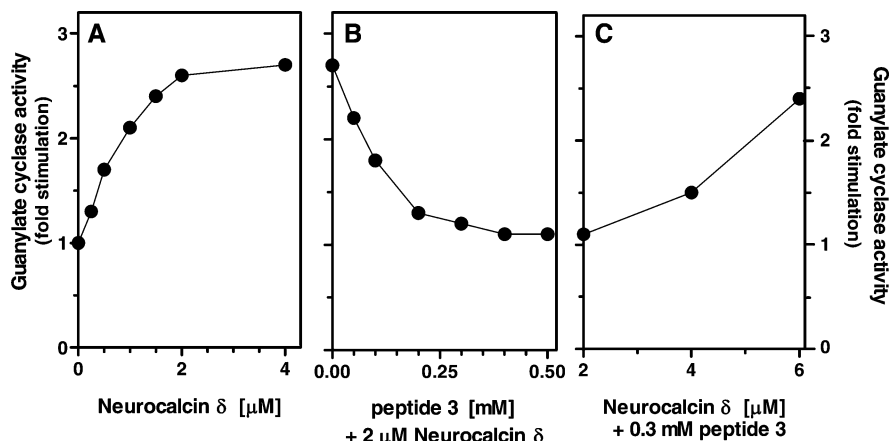 A
B
C
Guanylate cyclase activity
(fold stimulation)
3
2
1
0
0
2
4
Neurocalcin δ [μM]
0.00
0.25
0.50
peptide 3 [mM]
+ 2 μM Neurocalcin δ
2
4
6
Neurocalcin δ [μM]
+ 0.3 mM peptide 3
3
2
1
0
Guanylate cyclase activity
(fold stimulation)